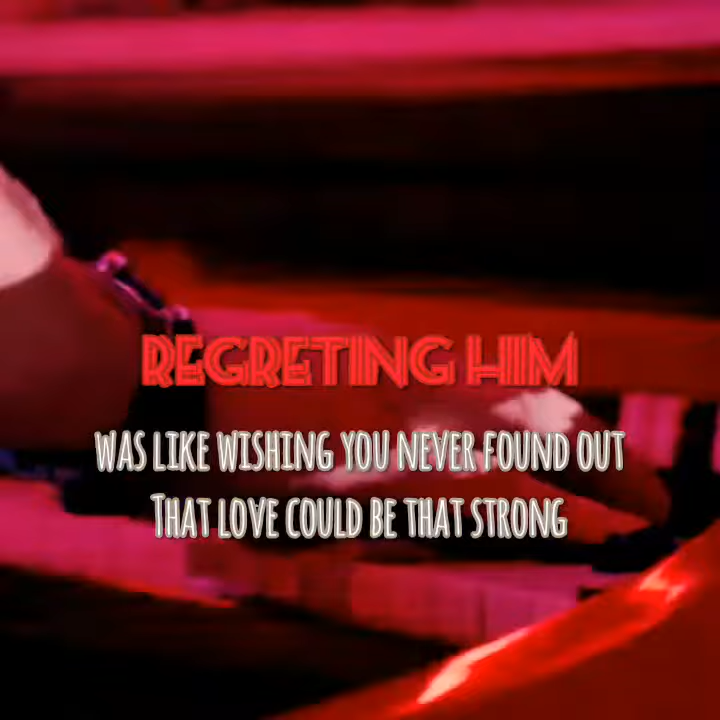 REGRETING HIM
WAS LIKE WISHING YOU NEVER FOUND OUT
THAT LOVE COULD BE THAT STRONG